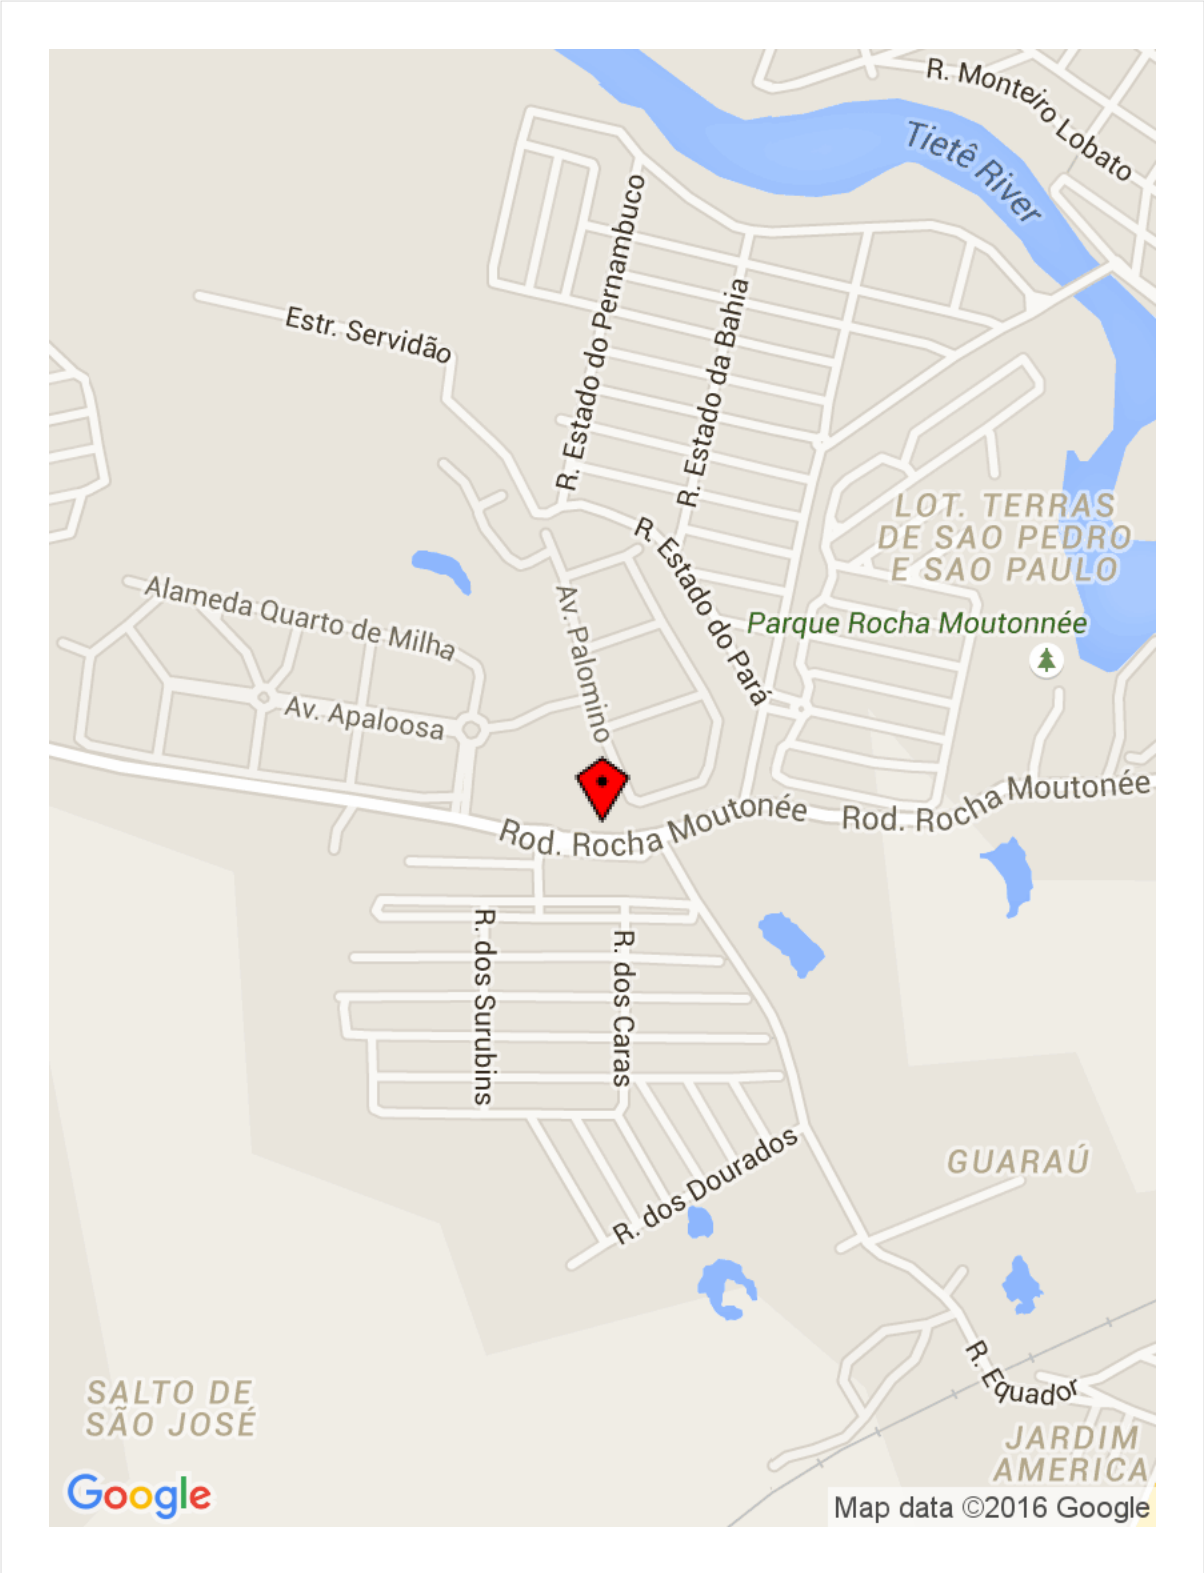 R. Monteiro Lobato
Tietê River
R. Estado do Pernambuco
R. Estado da Bahia
Estr. Servidão
LOT. TERRAS
DE SAO PEDRO
E SAO PAULO
R. Estado do Pará
Alameda Quarto de Milha
Av. Palomino
Parque Rocha Moutonnée
Av. Apaloosa
Rod. Rocha Moutonée
Rod. Rocha Moutonée
R. dos Surubins
R. dos Caras
R. dos Dourados
GUARAÚ
R. Equador
SALTO DE
SÃO JOSÉ
JARDIM
AMERICA
Google
Map data ©2016 Google